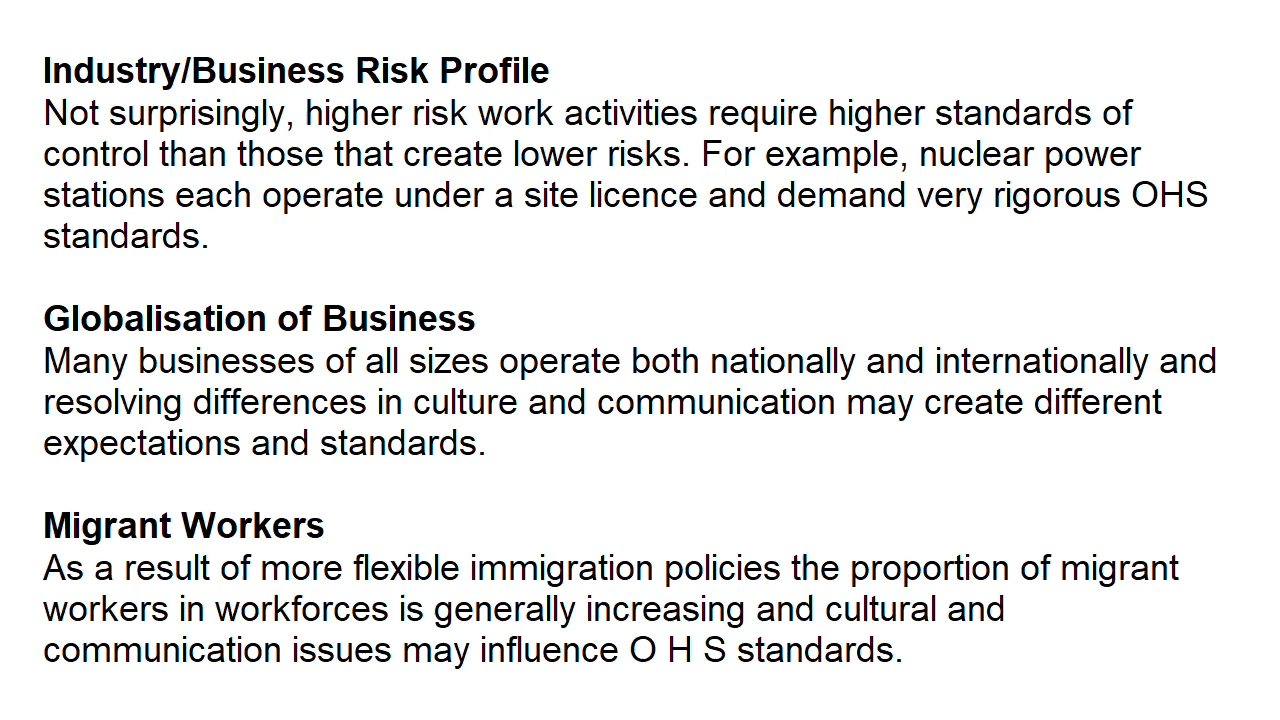 Industry/Business Risk Profile
Not surprisingly, higher risk work activities require higher standards of
control than those that create lower risks. For example, nuclear power
stations each operate under a site licence and demand very rigorous OHS
standards.
Globalisation of Business
Many businesses of all sizes operate both nationally and internationally and
resolving differences in culture and communication may create different
expectations and standards.
Migrant Workers
As a result of more flexible immigration policies the proportion of migrant
workers in workforces is generally increasing and cultural and
communication issues may influence O H S standards.